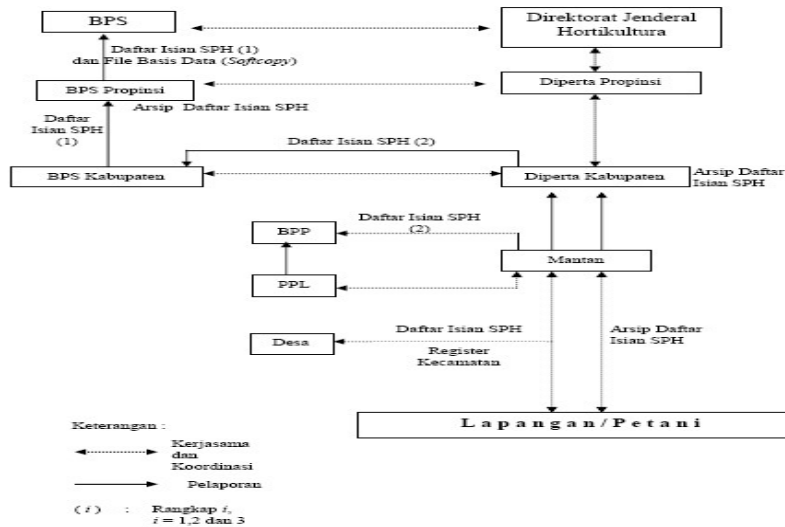 BPS
Direktorat Jenderal
Hortikultura
Daftar Isian SPH (1)
dan File Basis Data (Softcopy)
BPS Propinsi
Diperta Propinsi
Arsip Daftar Isian SPH
Daftar
Isian SPH
(1)
Daftar Isian SPH (2)
BPS Kabupaten
Diperta Kabupaten
Arsip Daftar
Isian SPH
Daftar Isian SPH
(2)
BPP
Mantan
PPL
Daftar Isian SPH
Arsip Daftar
Isian SPH
Desa
Register
Kecamatan
Lapangan/Petani
Keterangan :
Kerjasama
dan
Koordinasi
Pelaporan
(i) : Rangkap i,
i = 1,2 dan 3